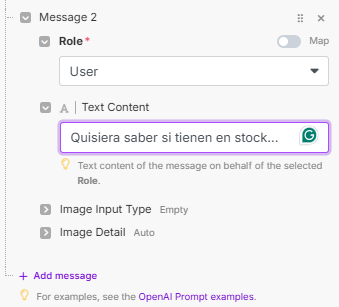 Message 2
Role*
Map
User
A | Text Content
Quisiera saber si tienen en stock...
Text content of the message on behalf of the selected
Role.
Image Input Type Empty
Image Detail Auto
+ Add message
For examples, see the OpenAI Prompt examples.